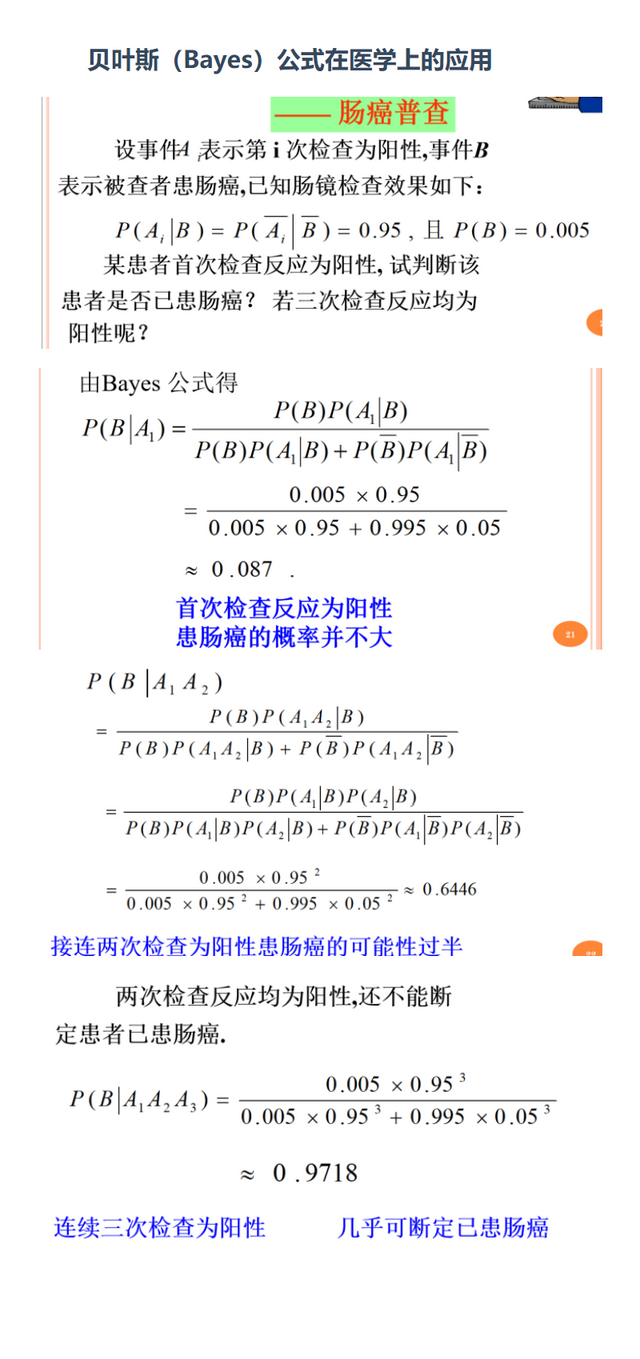 贝叶斯（Bayes）公式在医学上的应用
—— 肠癌普查
设事件A i 表示第 i 次检查为阳性,事件B
表示被查者患肠癌,已知肠镜检查效果如下：
P(A_i|B) = P(\overline{A_i}|\overline{B}) = 0.95 , 且 P(B) = 0.005
某患者首次检查反应为阳性, 试判断该
患者是否已患肠癌？ 若三次检查反应均为
阳性呢？
由Bayes 公式得
P(B|A_1) = \frac{P(B)P(A_1|B)}{P(B)P(A_1|B) + P(\overline{B})P(A_1|\overline{B})}
= \frac{0.005 × 0.95}{0.005 × 0.95 + 0.995 × 0.05}
≈ 0.087 .
首次检查反应为阳性
患肠癌的概率并不大
21
P(B|A_1 A_2)
= \frac{P(B)P(A_1 A_2|B)}{P(B)P(A_1 A_2|B) + P(\overline{B})P(A_1 A_2|\overline{B})}
= \frac{P(B)P(A_1|B)P(A_2|B)}{P(B)P(A_1|B)P(A_2|B) + P(\overline{B})P(A_1|\overline{B})P(A_2|\overline{B})}
= \frac{0.005 × 0.95^2}{0.005 × 0.95^2 + 0.995 × 0.05^2} ≈ 0.6446
接连两次检查为阳性患肠癌的可能性过半
两次检查反应均为阳性,还不能断
定患者已患肠癌.
P(B|A_1 A_2 A_3) = \frac{0.005 × 0.95^3}{0.005 × 0.95^3 + 0.995 × 0.05^3}
≈ 0.9718
连续三次检查为阳性 几乎可断定已患肠癌